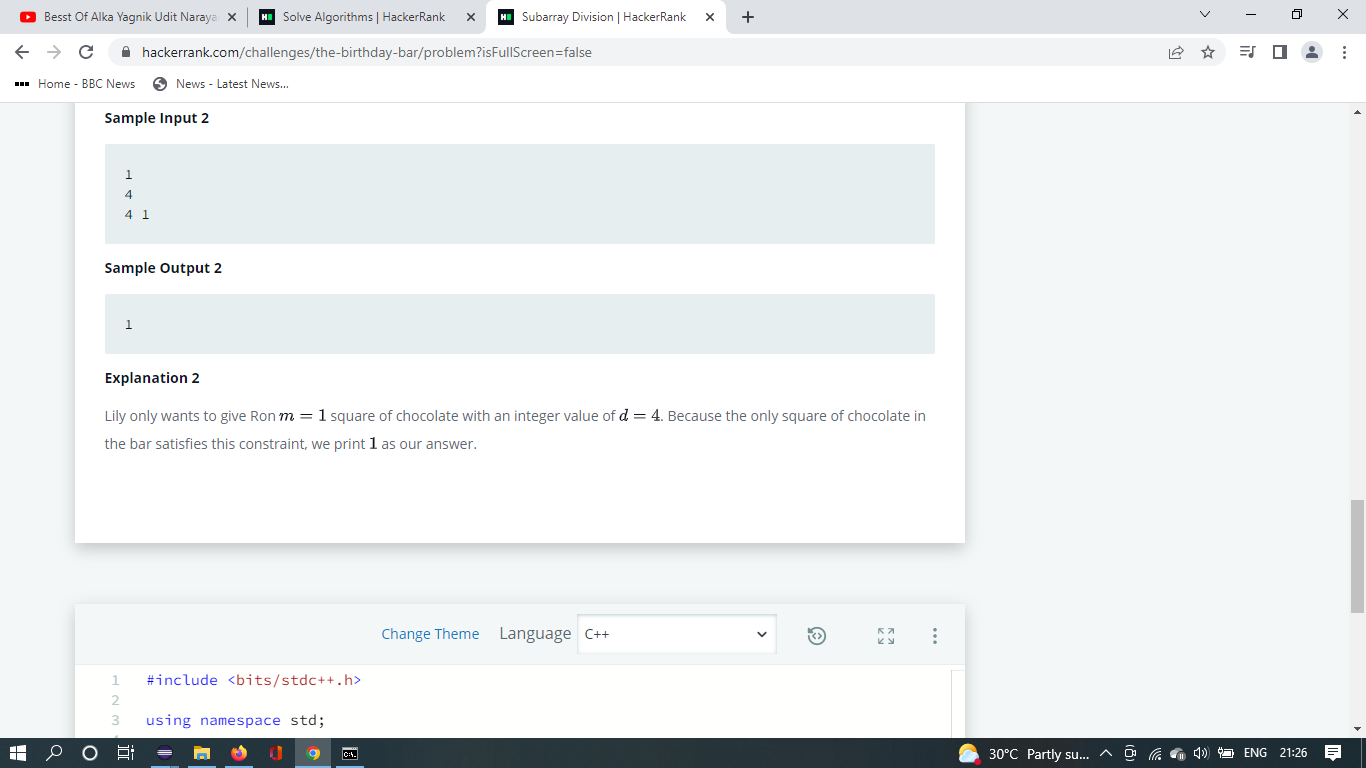 Besst Of Alka Yagnik Udit Naraya
Solve Algorithms | HackerRank
Subarray Division | HackerRank
hackerrank.com/challenges/the-birthday-bar/problem?isFullScreen=false
Home - BBC News
News - Latest News...
Sample Input 2
1
4
4 1
Sample Output 2
1
Explanation 2
Lily only wants to give Ron m = 1 square of chocolate with an integer value of d = 4. Because the only square of chocolate in
the bar satisfies this constraint, we print 1 as our answer.
Change Theme Language C++
1 #include <bits/stdc++.h>
2
3 using namespace std;
30°C Partly su... ENG 21:26